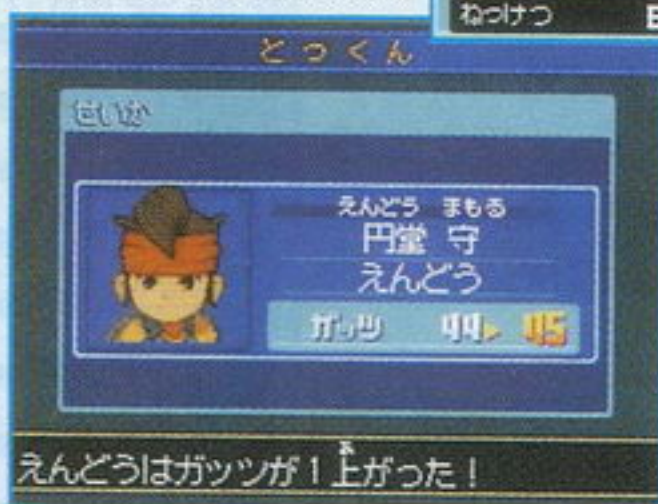 ねっけつ
とっくん
せいか
えんどう まもる
円堂 守
えんどう
ガッツ 44▶ 45
あ
えんどうはガッツが1上がった！